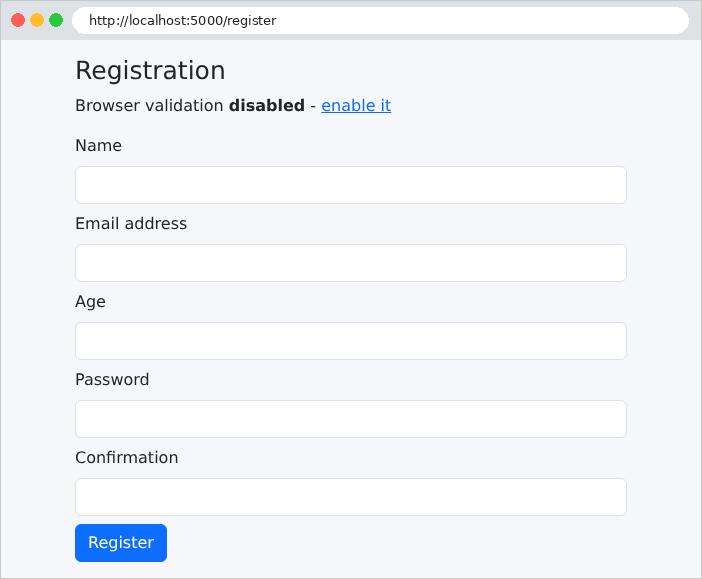 http://localhost:5000/register
Registration
Browser validation disabled - enable it
Name
Email address
Age
Password
Confirmation
Register